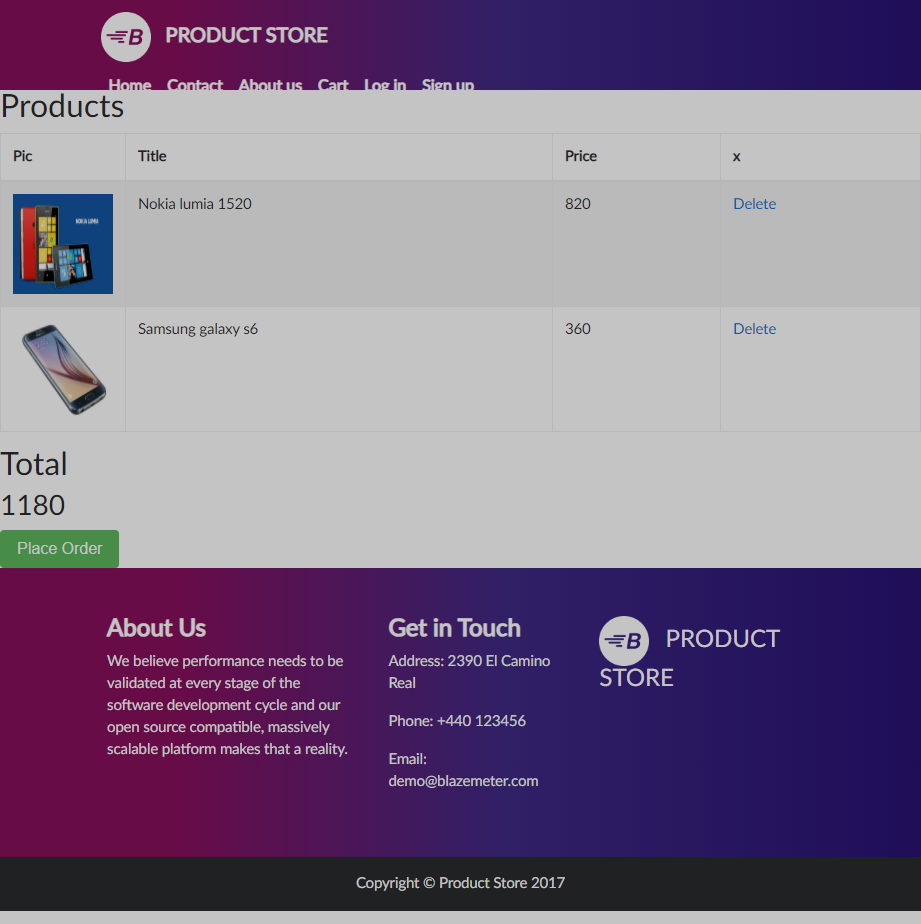 B PRODUCT STORE
Home Contact About us Cart Log in Sign up
Products
Pic Title Price x
Nokia lumia 1520 820 Delete
NOKIA LUMIA
Samsung galaxy s6 360 Delete
Total
1180
Place Order
About Us
We believe performance needs to be
validated at every stage of the
software development cycle and our
open source compatible, massively
scalable platform makes that a reality.
Get in Touch
Address: 2390 El Camino
Real
Phone: +440 123456
Email:
demo@blazemeter.com
B PRODUCT
STORE
Copyright © Product Store 2017